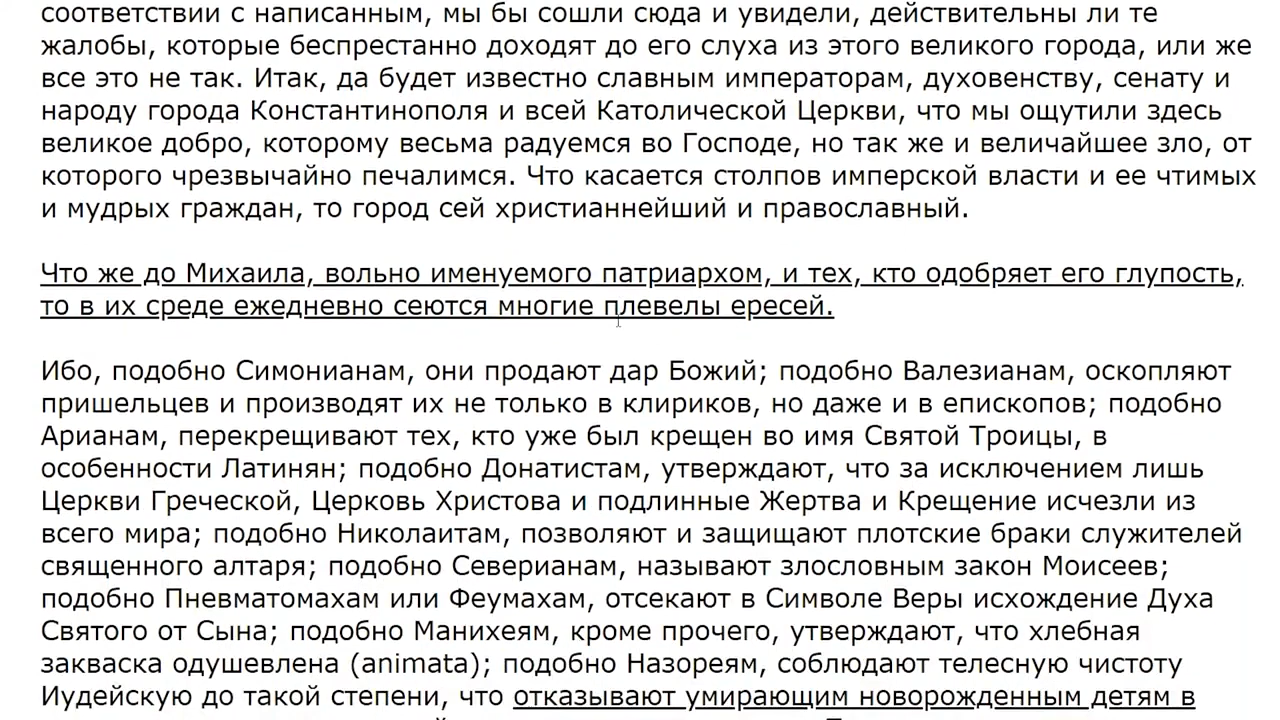 соответствии с написанным, мы бы сошли сюда и увидели, действительны ли те
жалобы, которые беспрестанно доходят до его слуха из этого великого города, или же
все это не так. Итак, да будет известно славным императорам, духовенству, сенату и
народу города Константинополя и всей Католической Церкви, что мы ощутили здесь
великое добро, которому весьма радуемся во Господе, но так же и величайшее зло, от
которого чрезвычайно печалимся. Что касается столпов имперской власти и ее чтимых
и мудрых граждан, то город сей христианнейший и православный.
Что же до Михаила, вольно именуемого патриархом, и тех, кто одобряет его глупость,
то в их среде ежедневно сеются многие плевелы ересей.
Ибо, подобно Симонианам, они продают дар Божий; подобно Валезианам, оскопляют
пришельцев и производят их не только в клириков, но даже и в епископов; подобно
Арианам, перекрещивают тех, кто уже был крещен во имя Святой Троицы, в
особенности Латинян; подобно Донатистам, утверждают, что за исключением лишь
Церкви Греческой, Церковь Христова и подлинные Жертва и Крещение исчезли из
всего мира; подобно Николаитам, позволяют и защищают плотские браки служителей
священного алтаря; подобно Северианам, называют злословным закон Моисеев;
подобно Пневматомахам или Феумахам, отсекают в Символе Веры исхождение Духа
Святого от Сына; подобно Манихеям, кроме прочего, утверждают, что хлебная
закваска одушевлена (animata); подобно Назореям, соблюдают телесную чистоту
Иудейскую до такой степени, что отказывают умирающим новорожденным детям в